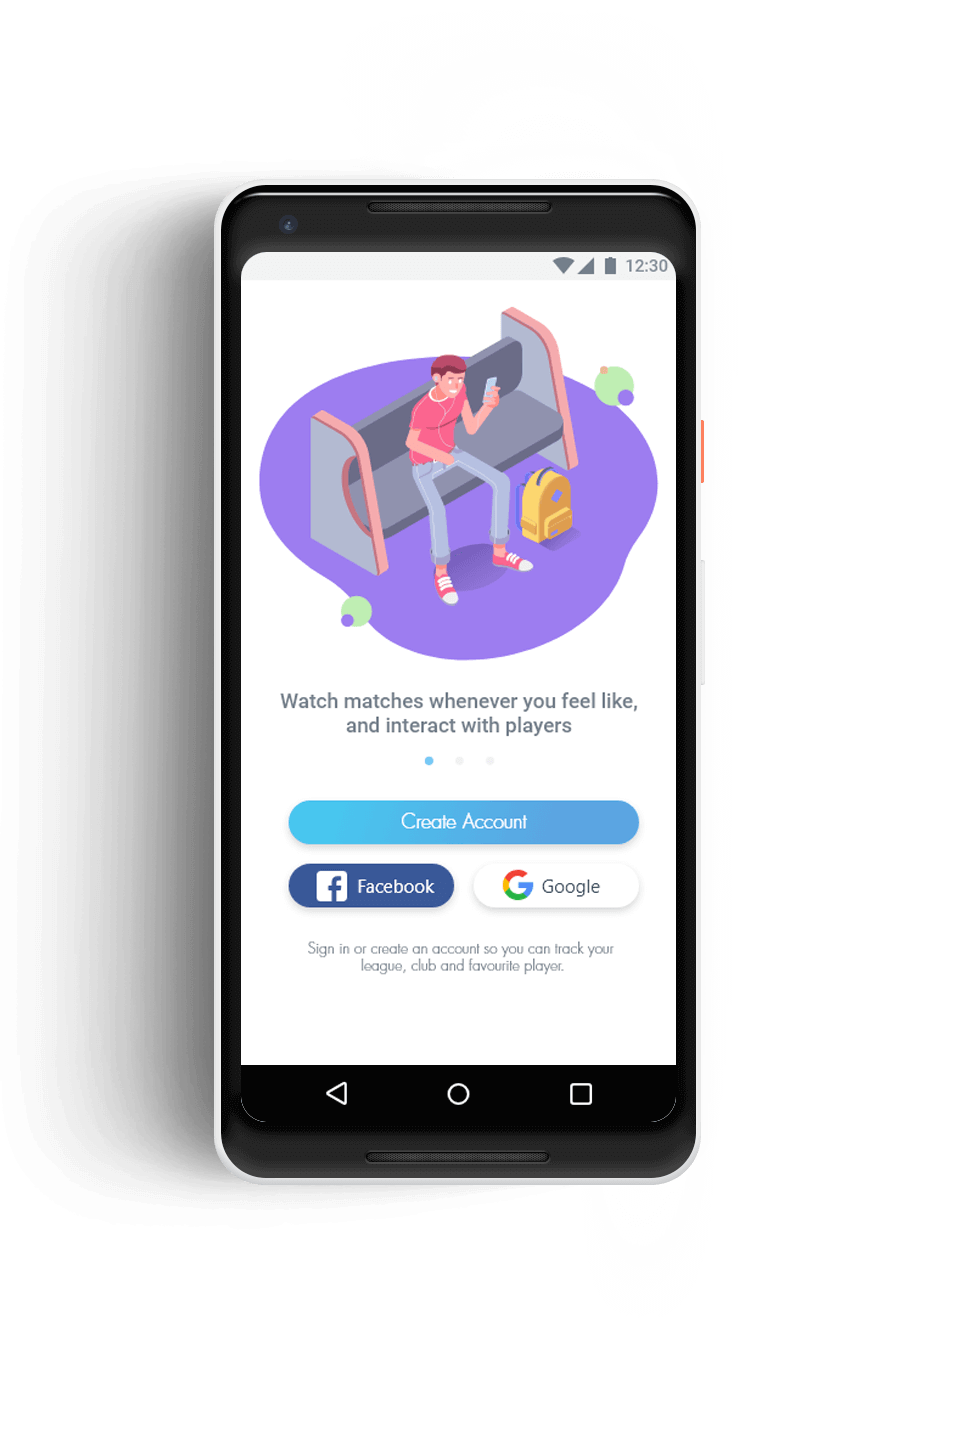 12:30
Watch matches whenever you feel like,
and interact with players
Create Account
Facebook
Google
Sign in or create an account so you can track your
league, club and favourite player.